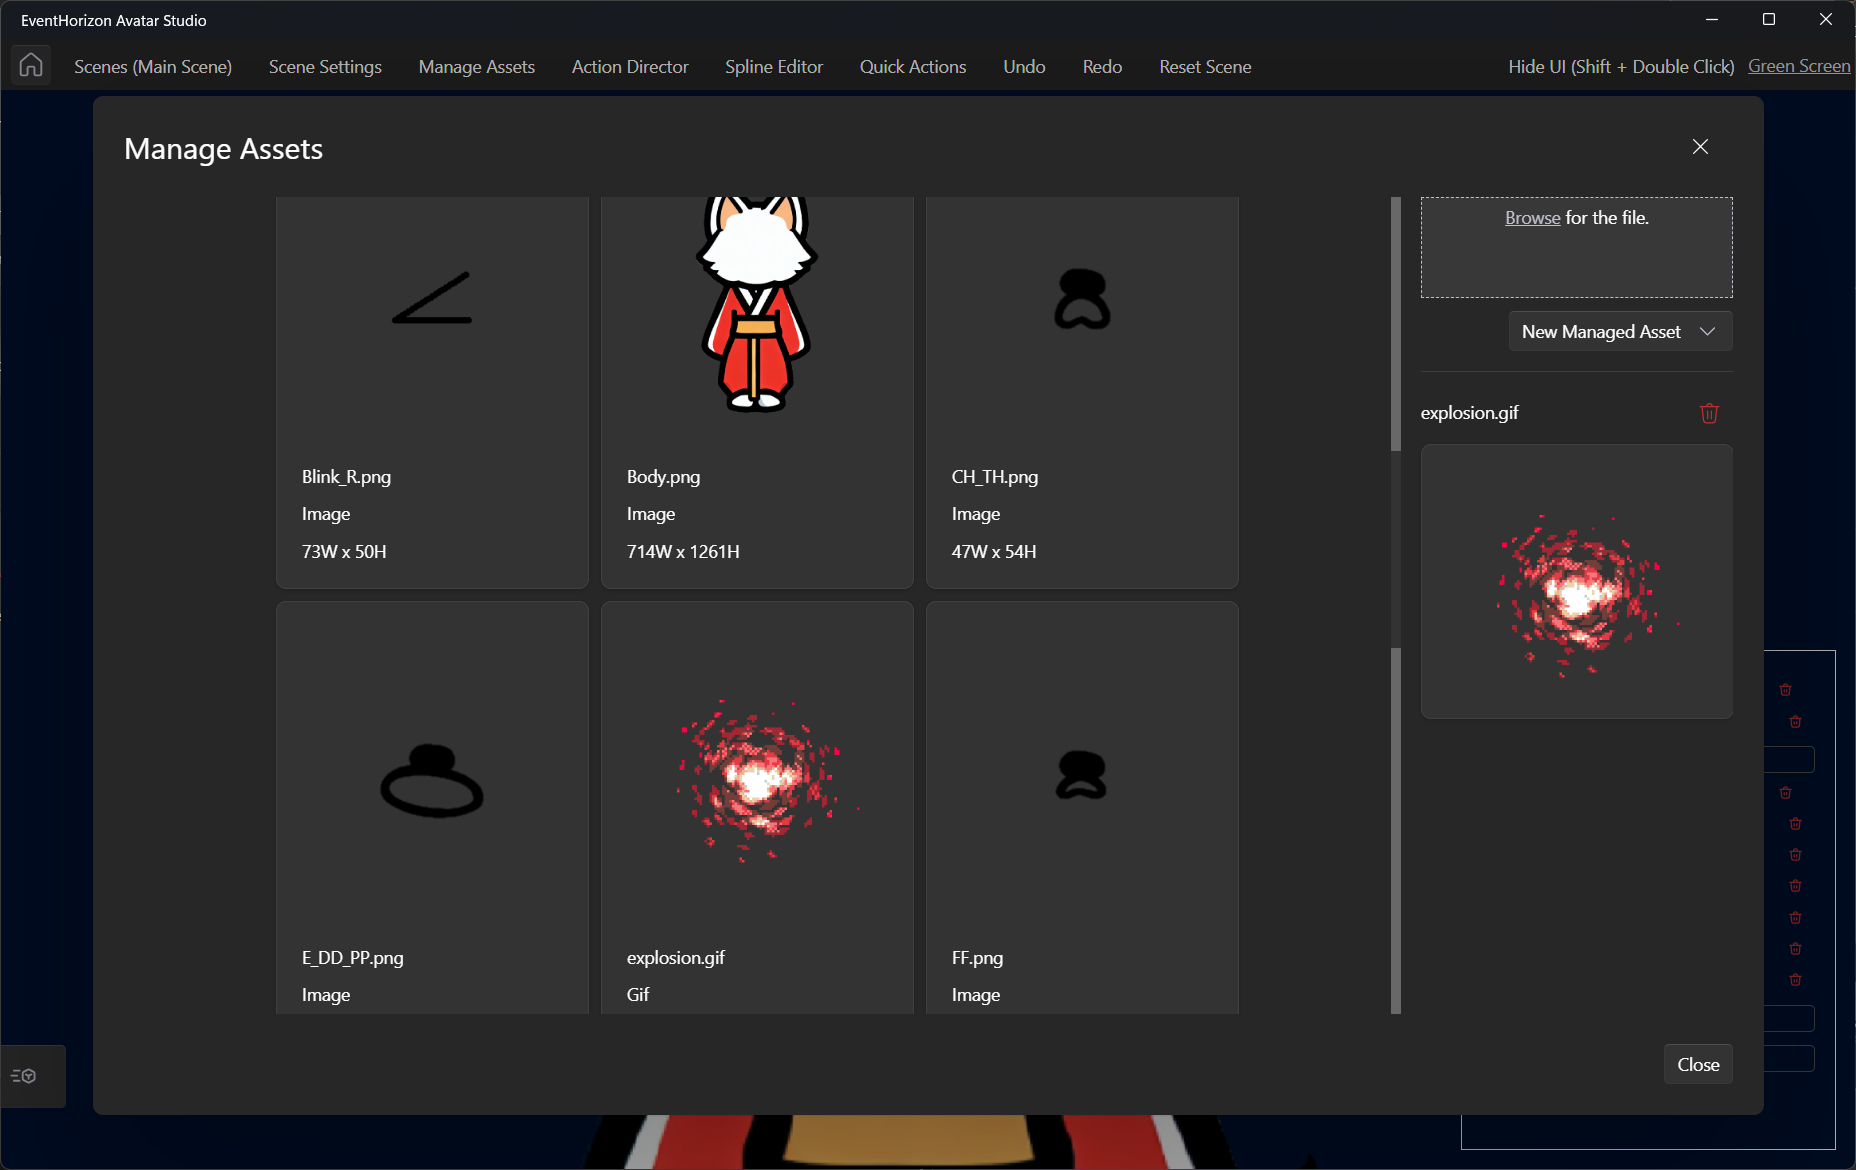 EventHorizon Avatar Studio
Scenes (Main Scene) Scene Settings Manage Assets Action Director Spline Editor Quick Actions Undo Redo Reset Scene Hide UI (Shift + Double Click) Green Screen
Manage Assets
Browse for the file.
New Managed Asset
explosion.gif
Blink_R.png
Image
73W x 50H
Body.png
Image
714W x 1261H
CH_TH.png
Image
47W x 54H
E_DD_PP.png
Image
explosion.gif
Gif
FF.png
Image
Close